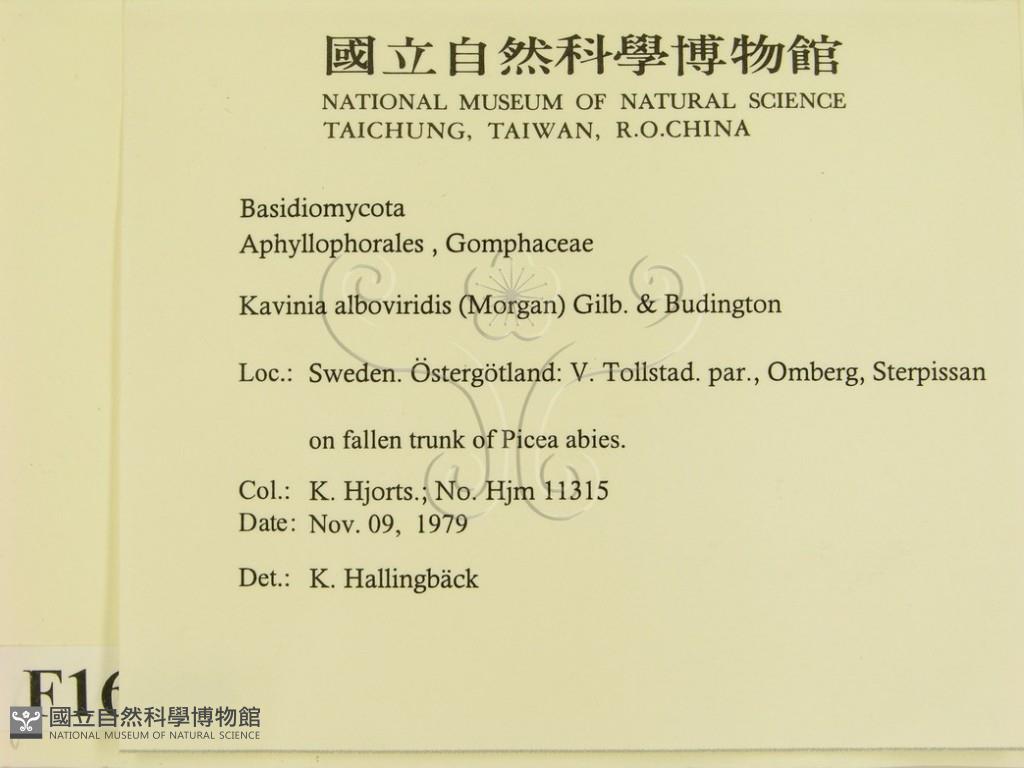 國立自然科學博物館
NATIONAL MUSEUM OF NATURAL SCIENCE
TAICHUNG, TAIWAN, R.O.CHINA
Basidiomycota
Aphyllophorales , Gomphaceae
Kavinia alboviridis (Morgan) Gilb. & Budington
Loc.: Sweden. Östergötland: V. Tollstad. par., Omberg, Sterpissan
on fallen trunk of Picea abies.
Col.: K. Hjorts.; No. Hjm 11315
Date: Nov. 09, 1979
Det.: K. Hallingbäck
F16
國立自然科學博物館
NATIONAL MUSEUM OF NATURAL SCIENCE